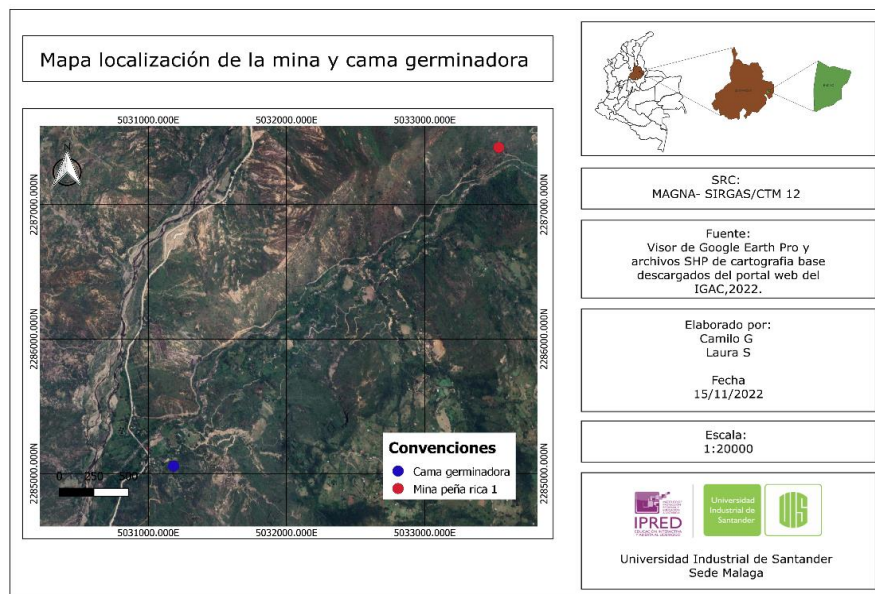 Mapa localización de la mina y cama germinadora
5031000.000E
5032000.000E
5033000.000E
N
2287000.000N
2287000.000N
2286000.000N
2286000.000N
2285000.000N
2285000.000N
0 250 500
Convenciones
Cama germinadora
Mina peña rica 1
5031000.000E
5032000.000E
5033000.000E
SRC:
MAGNA- SIRGAS/CTM 12
Fuente:
Visor de Google Earth Pro y
archivos SHP de cartografia base
descargados del portal web del
IGAC,2022.
Elaborado por:
Camilo G
Laura S
Fecha
15/11/2022
Escala:
1:20000
IPRED
Universidad
Industrial de
Santander
UIS
Universidad Industrial de Santander
Sede Malaga